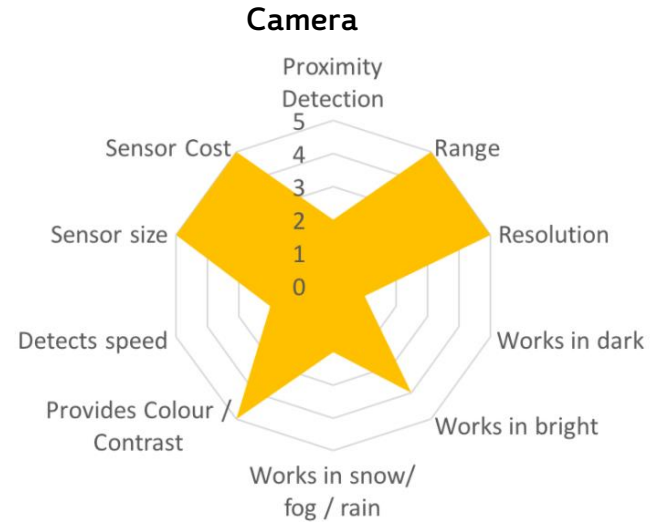 Camera
Proximity
Detection
5
4
3
2
1
0
Sensor Cost
Range
Sensor size
Resolution
Detects speed
Works in dark
Provides Colour /
Contrast
Works in bright
Works in snow/
fog / rain